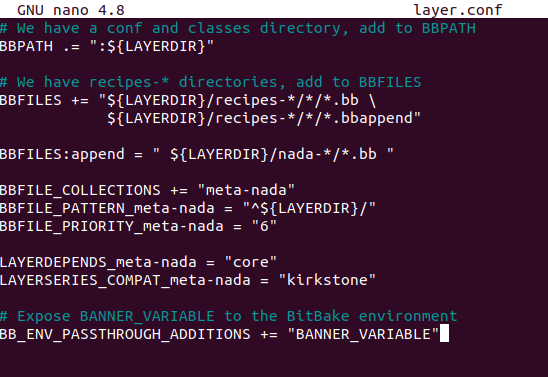 GNU nano 4.8 layer.conf
# We have a conf and classes directory, add to BBPATH
BBPATH .= ":${LAYERDIR}"
# We have recipes-* directories, add to BBFILES
BBFILES += "${LAYERDIR}/recipes-*/*/*.bb \
${LAYERDIR}/recipes-*/*/*.bbappend"
BBFILES:append = " ${LAYERDIR}/nada-*/*.bb "
BBFILE_COLLECTIONS += "meta-nada"
BBFILE_PATTERN_meta-nada = "^${LAYERDIR}/"
BBFILE_PRIORITY_meta-nada = "6"
LAYERDEPENDS_meta-nada = "core"
LAYERSERIES_COMPAT_meta-nada = "kirkstone"
# Expose BANNER_VARIABLE to the BitBake environment
BB_ENV_PASSTHROUGH_ADDITIONS += "BANNER_VARIABLE"